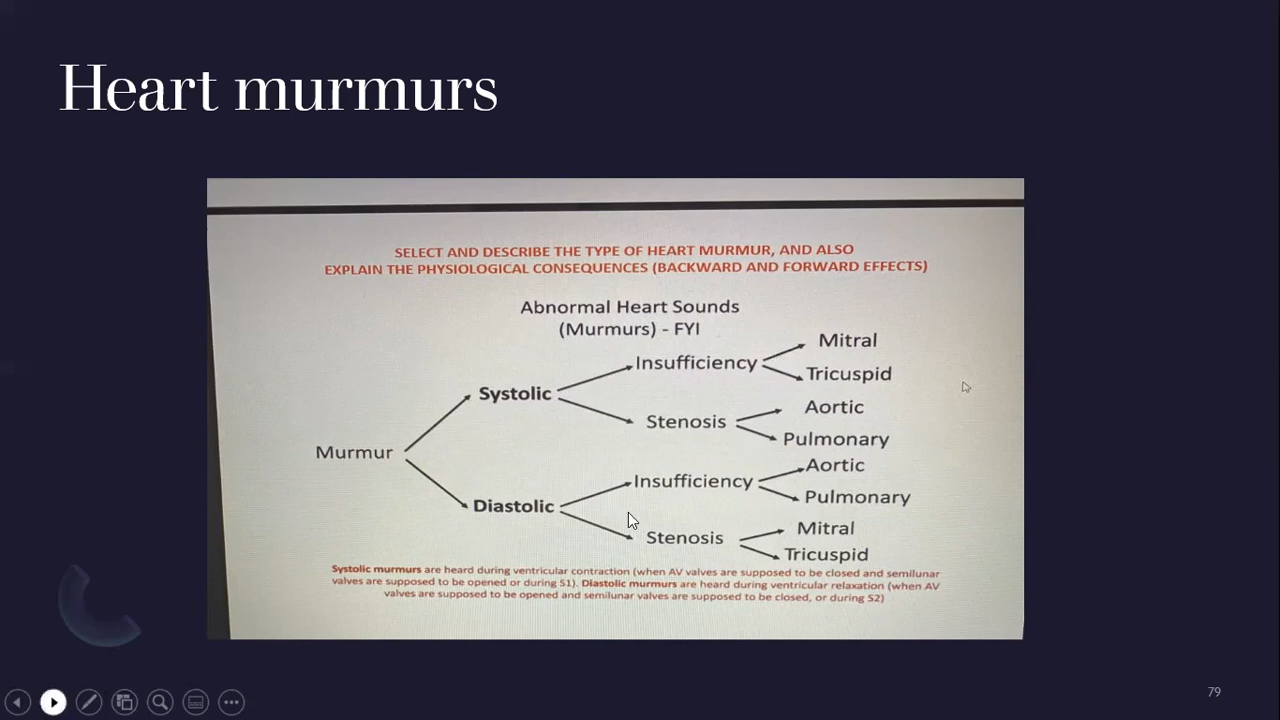 Heart murmurs
SELECT AND DESCRIBE THE TYPE OF HEART MURMUR, AND ALSO
EXPLAIN THE PHYSIOLOGICAL CONSEQUENCES (BACKWARD AND FORWARD EFFECTS)
Abnormal Heart Sounds
(Murmurs) - FYI
Mitral
Insufficiency
Tricuspid
Systolic
Aortic
Stenosis
Pulmonary
Murmur
Aortic
Insufficiency
Pulmonary
Diastolic
Mitral
Stenosis
Tricuspid
Systolic murmurs are heard during ventricular contraction (when AV valves are supposed to be closed and semilunar
valves are supposed to be opened or during S1). Diastolic murmurs are heard during ventricular relaxation (when AV
valves are supposed to be opened and semilunar valves are supposed to be closed, or during S2)
79